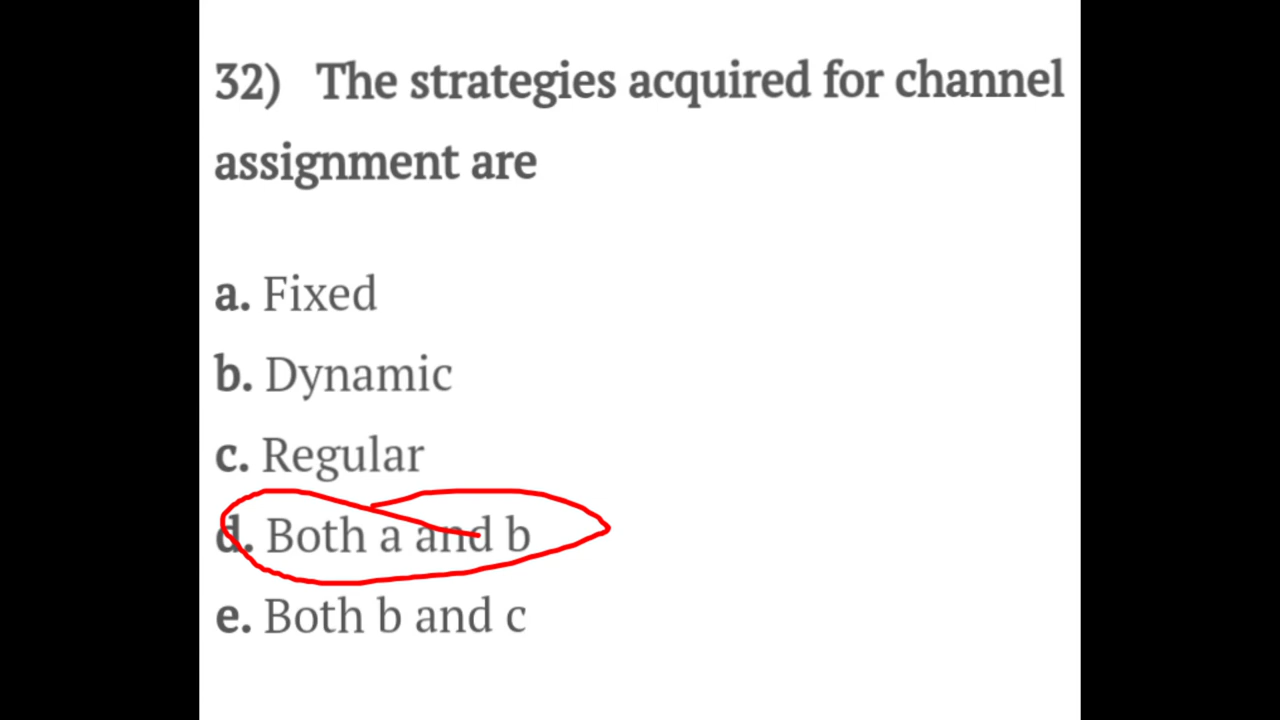 32) The strategies acquired for channel
assignment are
a. Fixed
b. Dynamic
c. Regular
d. Both a and b
e. Both b and c